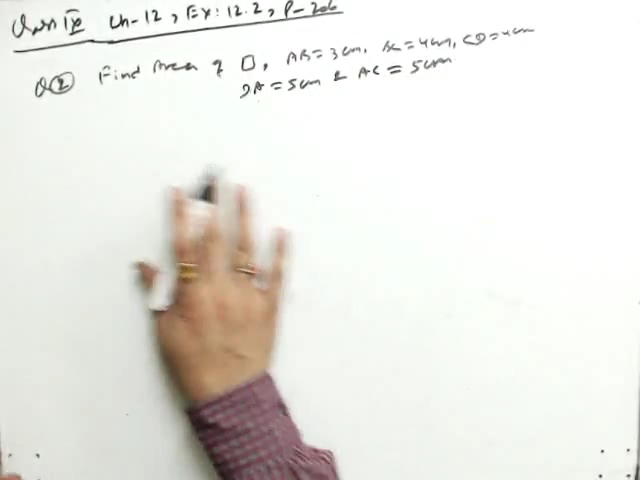 Class IX Ch-12, Ex: 12.2, P-206
Q② Find Area of □, AB = 3cm, BC = 4cm, CD = 4cm
DA = 5cm & AC = 5cm